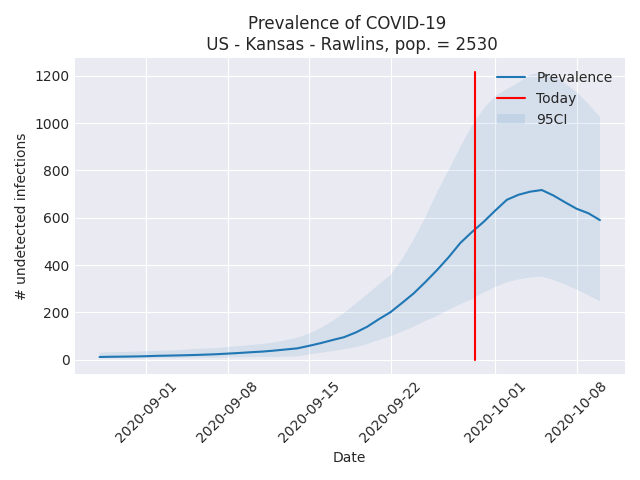 Prevalence of COVID-19
US - Kansas - Rawlins, pop. = 2530
1200
1000
800
600
400
200
0
# undetected infections
Prevalence
Today
95CI
2020-09-01
2020-09-08
2020-09-15
2020-09-22
2020-10-01
2020-10-08
Date